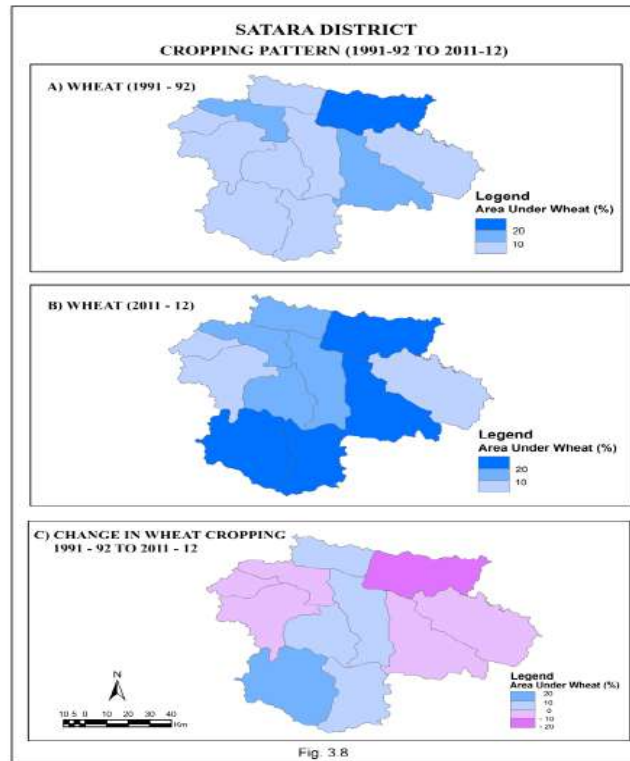 SATARA DISTRICT
CROPPING PATTERN (1991-92 TO 2011-12)
A) WHEAT (1991 - 92)
Legend
Area Under Wheat (%)
20
10
B) WHEAT (2011 - 12)
Legend
Area Under Wheat (%)
20
10
C) CHANGE IN WHEAT CROPPING
1991 - 92 TO 2011 - 12
N
10 5 0 10 20 30 40
Km
Legend
Area Under Wheat (%)
20
10
0
- 10
- 20
Fig. 3.8